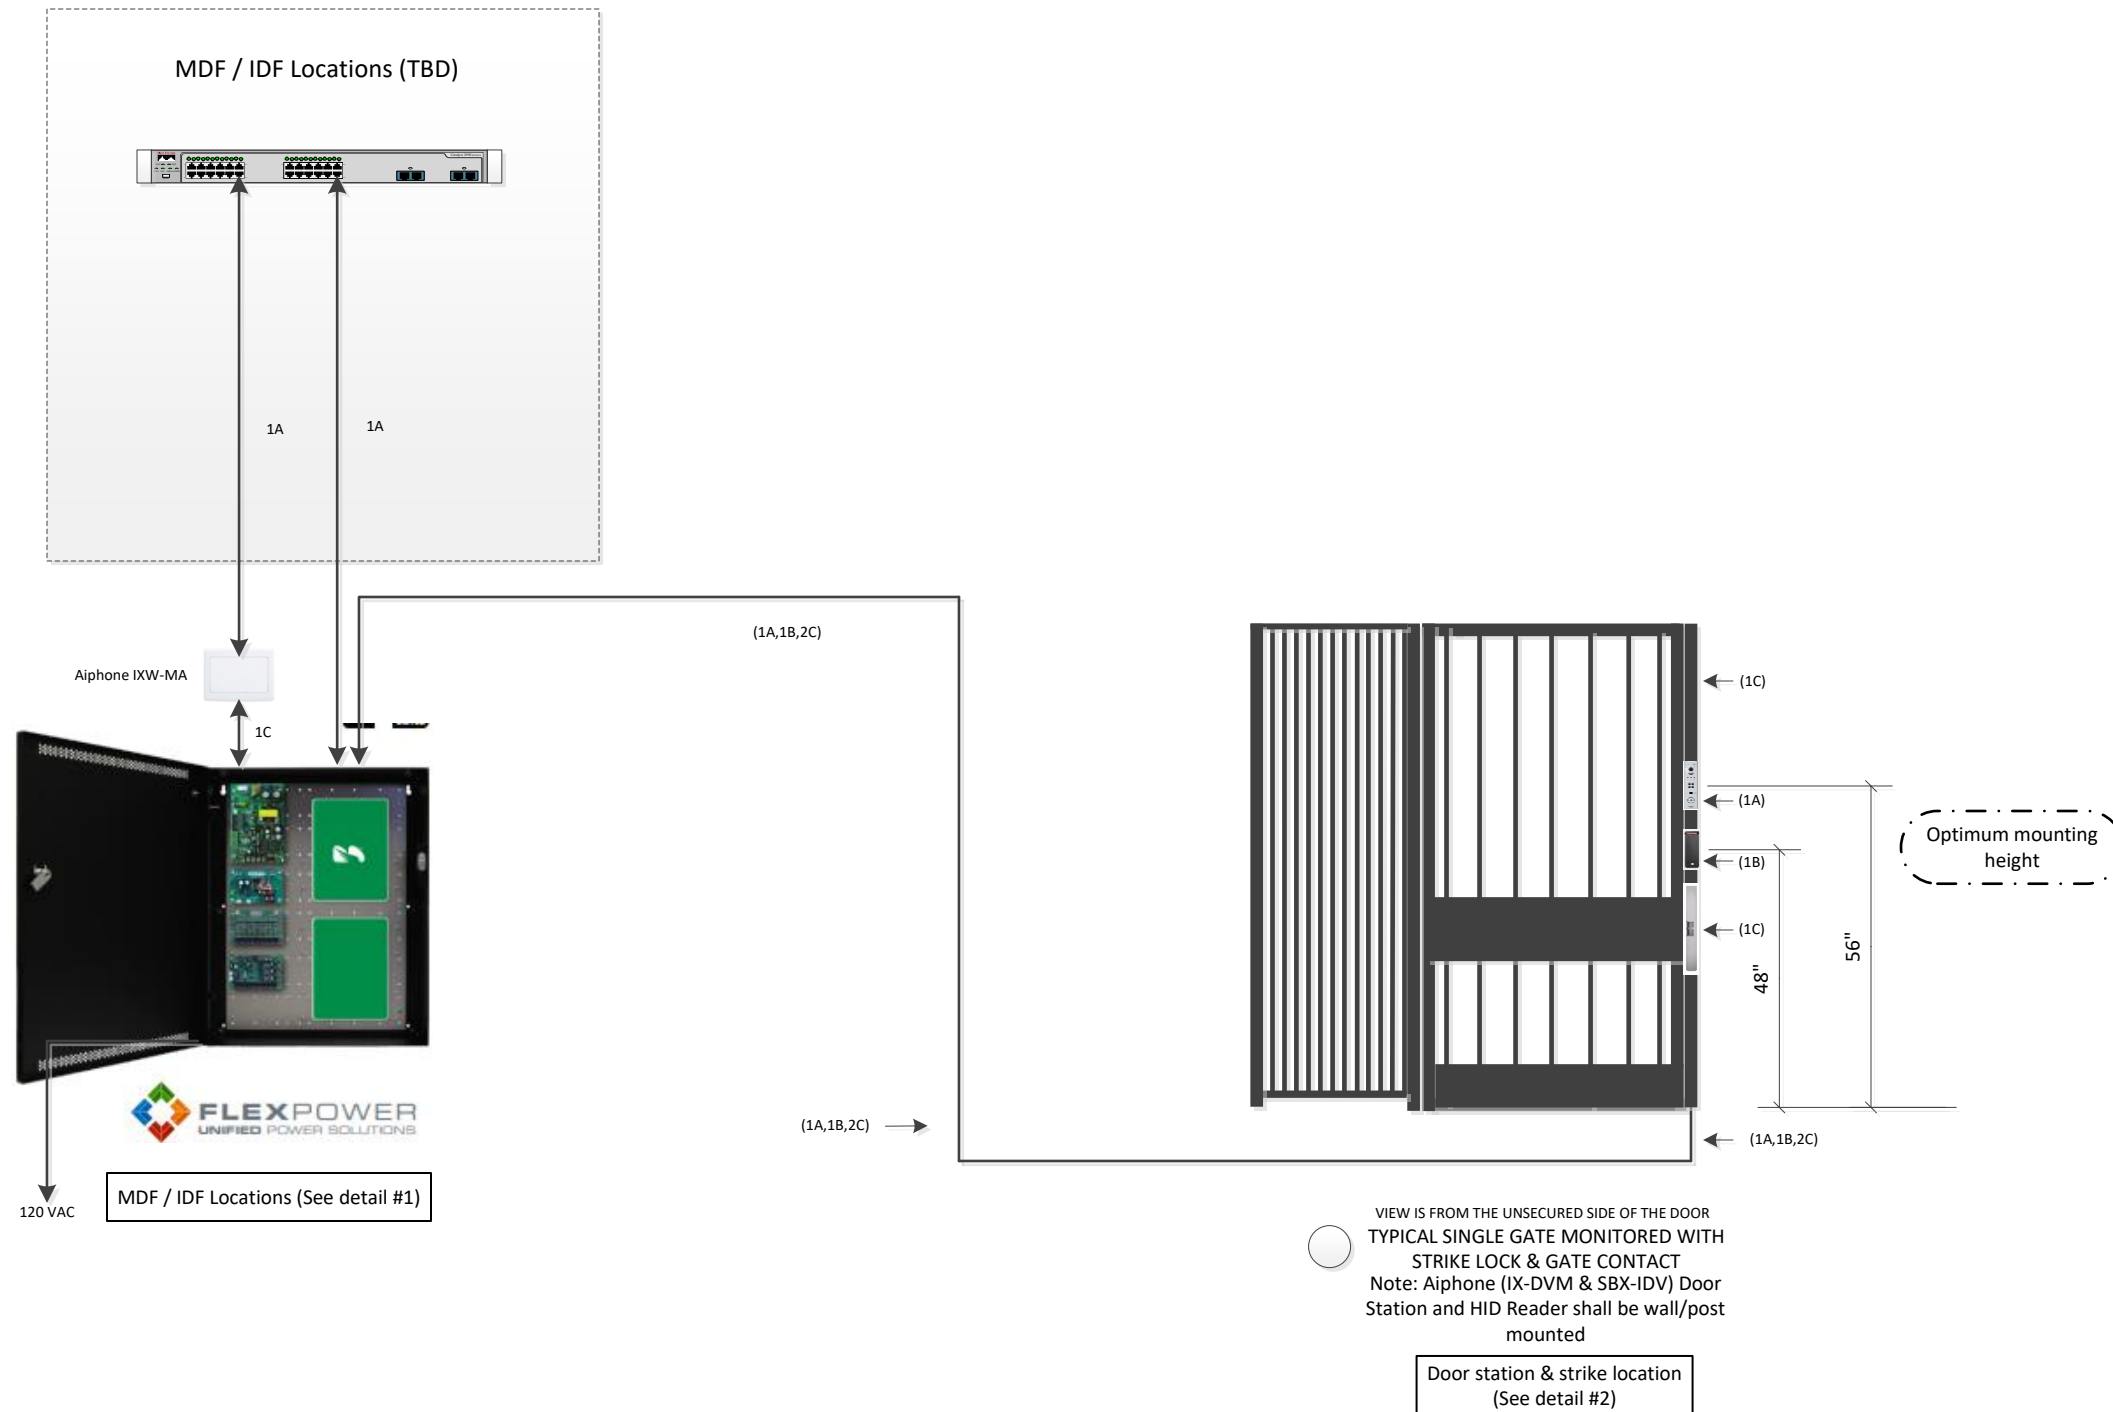 MDF / IDF Locations (TBD)
1A
1A
(1A,1B,2C)
Aiphone IXW-MA
1C
(1C)
(1A)
(1B)
(1C)
Optimum mounting
height
56"
48"
FLEXPOWER
UNIFIED POWER SOLUTIONS
(1A,1B,2C)
(1A,1B,2C)
120 VAC
MDF / IDF Locations (See detail #1)
VIEW IS FROM THE UNSECURED SIDE OF THE DOOR
TYPICAL SINGLE GATE MONITORED WITH
STRIKE LOCK & GATE CONTACT
Note: Aiphone (IX-DVM & SBX-IDV) Door
Station and HID Reader shall be wall/post
mounted
Door station & strike location
(See detail #2)